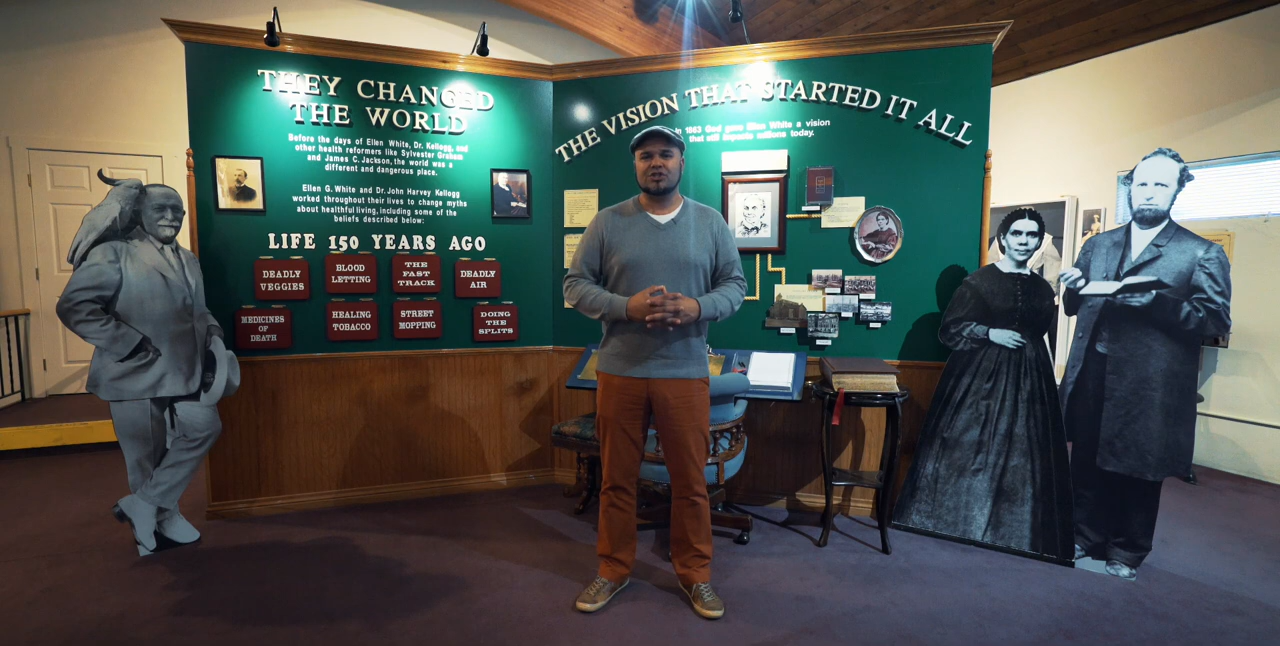 THEY CHANGED
THE WORLD
Before the days of Ellen White, Dr. Kellogg, and
other health reformers like Sylvester Graham
and James C. Jackson, the world was a
different and dangerous place.
Ellen G. White and Dr. John Harvey Kellogg
worked throughout their lives to change myths
about healthful living, including some of the
beliefs described below:
LIFE 150 YEARS AGO
DEADLY
VEGGIES
BLOOD
LETTING
THE
FAST
TRACK
DEADLY
AIR
MEDICINES
OF
DEATH
HEALING
TOBACCO
STREET
MOPPING
DOING
THE
SPLITS
THE VISION THAT STARTED IT ALL
in 1863 God gave Ellen White a vision
that still impacts millions today.